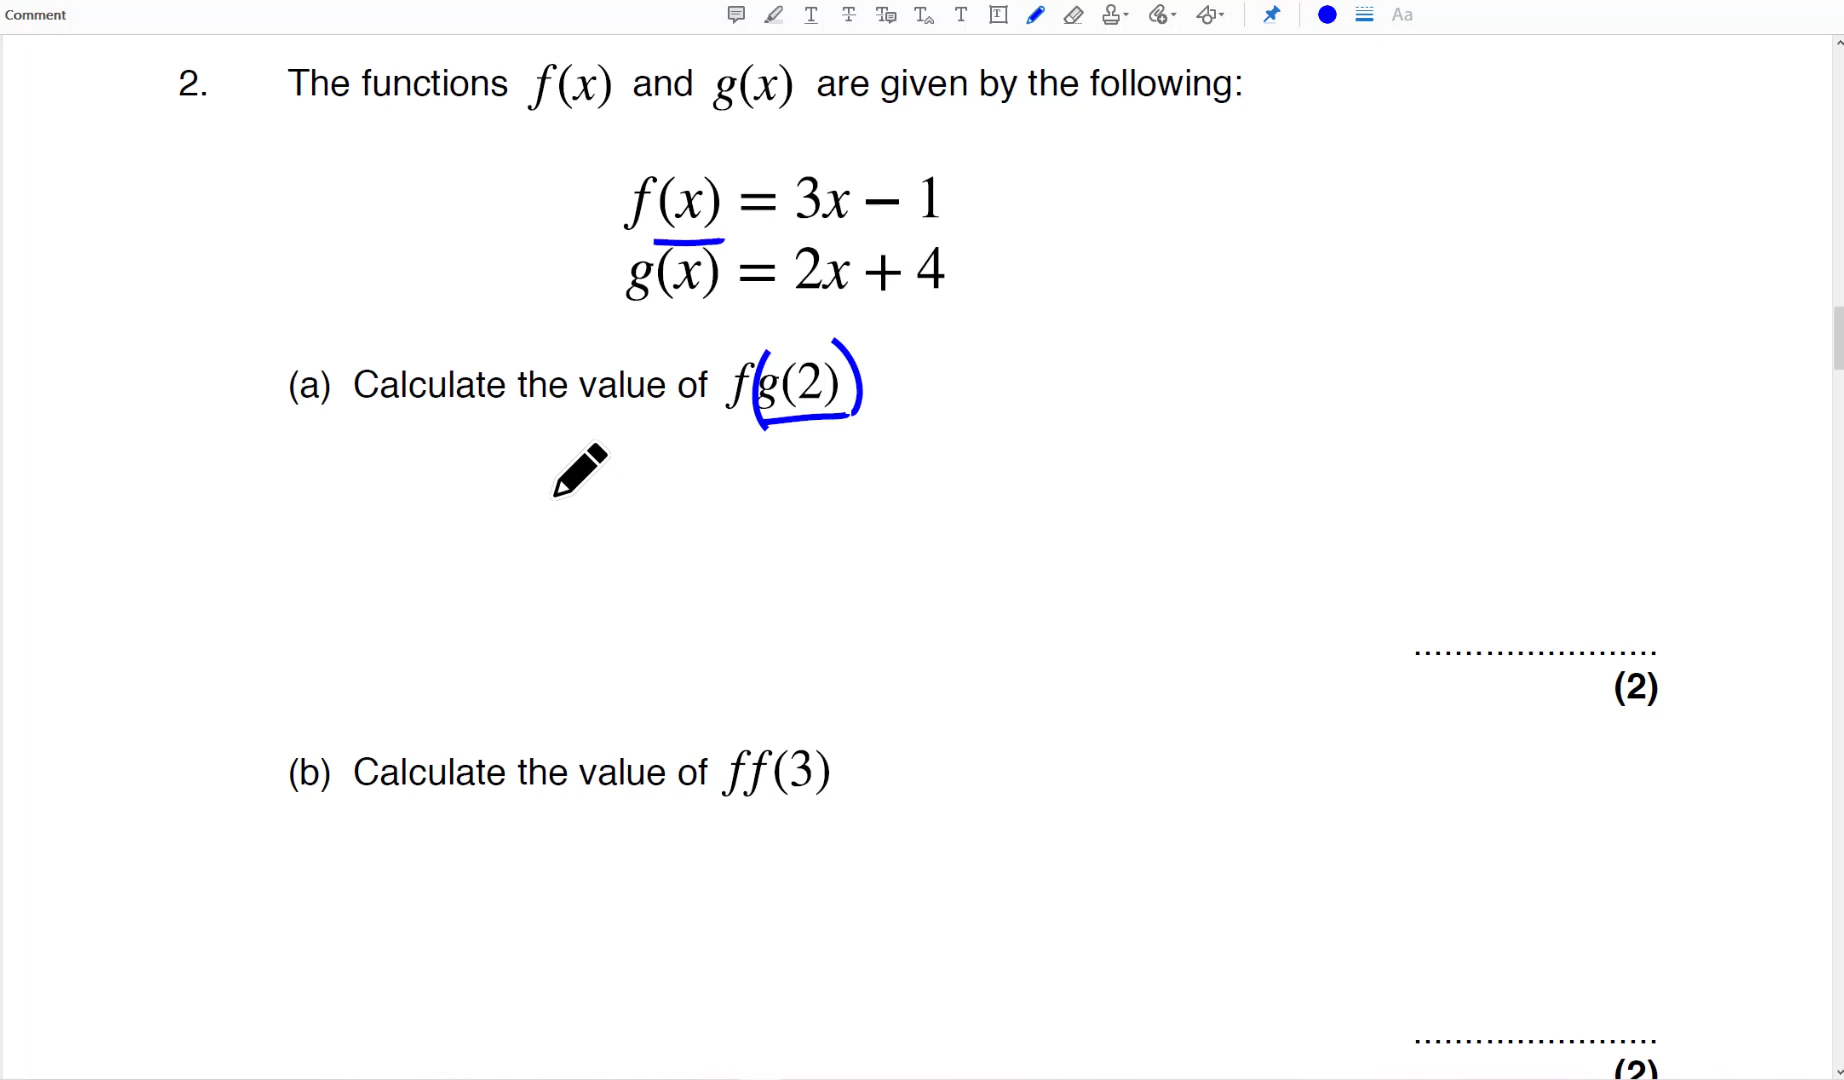 Comment
T T T T T T Aa
2. The functions f(x) and g(x) are given by the following:
f(x) = 3x − 1
g(x) = 2x + 4
(a) Calculate the value of fg(2)
........................
(2)
(b) Calculate the value of ff(3)
........................
(2)